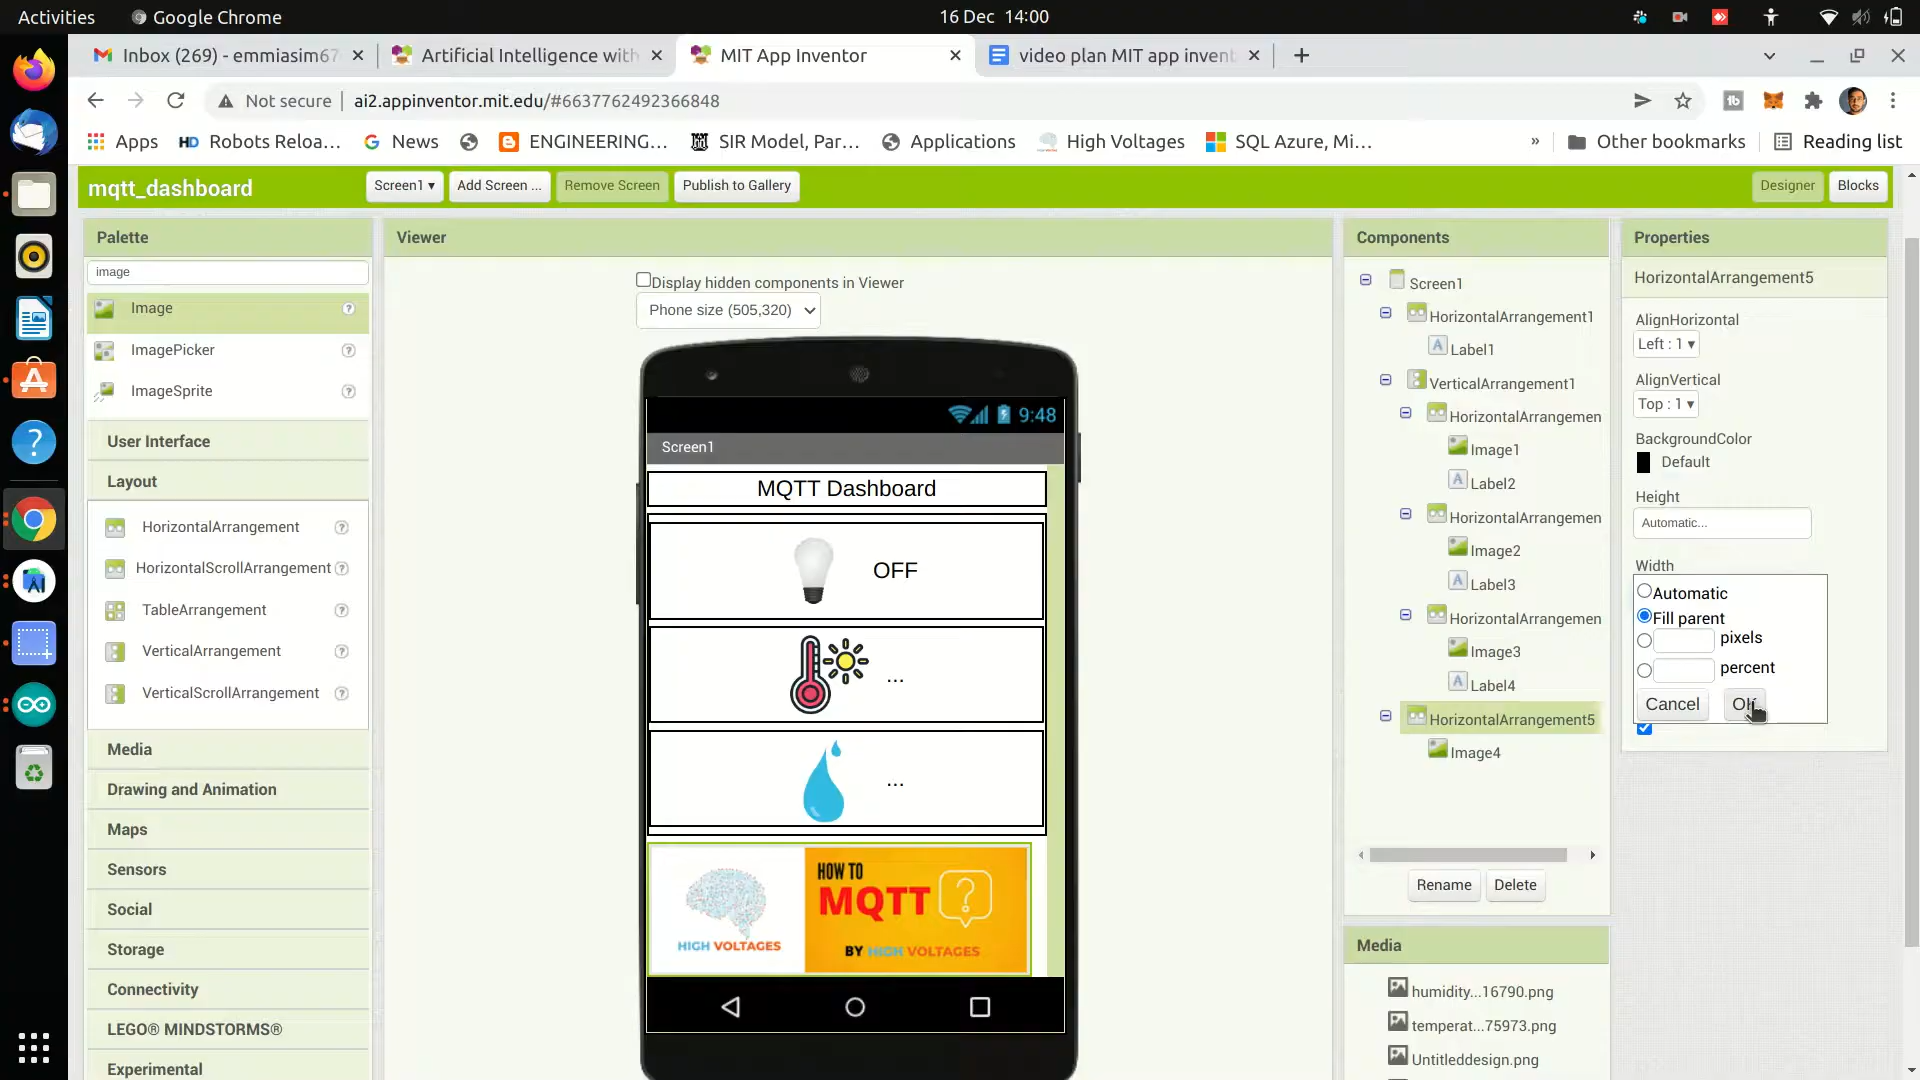 Activities
Google Chrome
16 Dec 14:00
Inbox (269) - emmiasim67
Artificial Intelligence with
MIT App Inventor
video plan MIT app invent
Not secure
ai2.appinventor.mit.edu/#6637762492366848
Apps
HD
Robots Reloa...
News
ENGINEERING...
SIR Model, Par...
Applications
High Voltages
SQL Azure, Mi...
»
Other bookmarks
Reading list
mqtt_dashboard
Screen1
Add Screen ...
Remove Screen
Publish to Gallery
Designer
Blocks
Palette
image
Image
ImagePicker
ImageSprite
User Interface
Layout
HorizontalArrangement
HorizontalScrollArrangement
TableArrangement
VerticalArrangement
VerticalScrollArrangement
Media
Drawing and Animation
Maps
Sensors
Social
Storage
Connectivity
LEGO® MINDSTORMS®
Experimental
Viewer
Display hidden components in Viewer
Phone size (505,320)
9:48
Screen1
MQTT Dashboard
OFF
...
...
HIGH VOLTAGES
HOW TO
MQTT
?
BY HIGH VOLTAGES
Components
Screen1
HorizontalArrangement1
Label1
VerticalArrangement1
HorizontalArrangemen
Image1
Label2
HorizontalArrangemen
Image2
Label3
HorizontalArrangemen
Image3
Label4
HorizontalArrangement5
Image4
Rename
Delete
Media
humidity...16790.png
temperat...75973.png
Untitleddesign.png
Properties
HorizontalArrangement5
AlignHorizontal
Left : 1
AlignVertical
Top : 1
BackgroundColor
Default
Height
Automatic...
Width
Automatic
Fill parent
pixels
percent
Cancel
OK